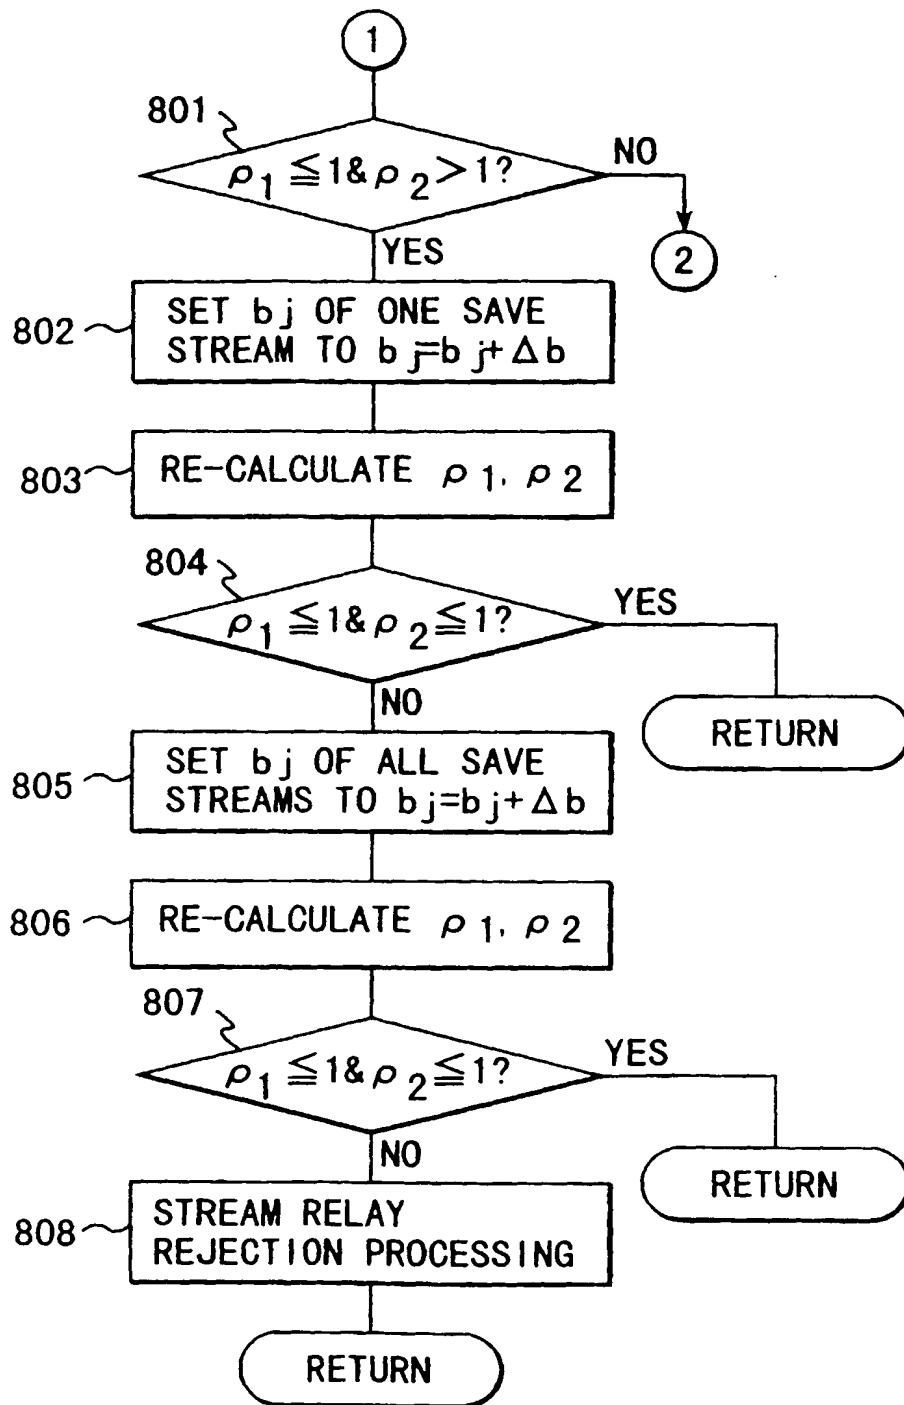 1
801
ρ1 ≦ 1 & ρ2 > 1?
NO
2
YES
802
SET bj OF ONE SAVE
STREAM TO bj=bj+Δb
803
RE-CALCULATE ρ1, ρ2
804
ρ1 ≦ 1 & ρ2 ≦ 1?
YES
RETURN
NO
805
SET bj OF ALL SAVE
STREAMS TO bj=bj+Δb
806
RE-CALCULATE ρ1, ρ2
807
ρ1 ≦ 1 & ρ2 ≦ 1?
YES
RETURN
NO
808
STREAM RELAY
REJECTION PROCESSING
RETURN